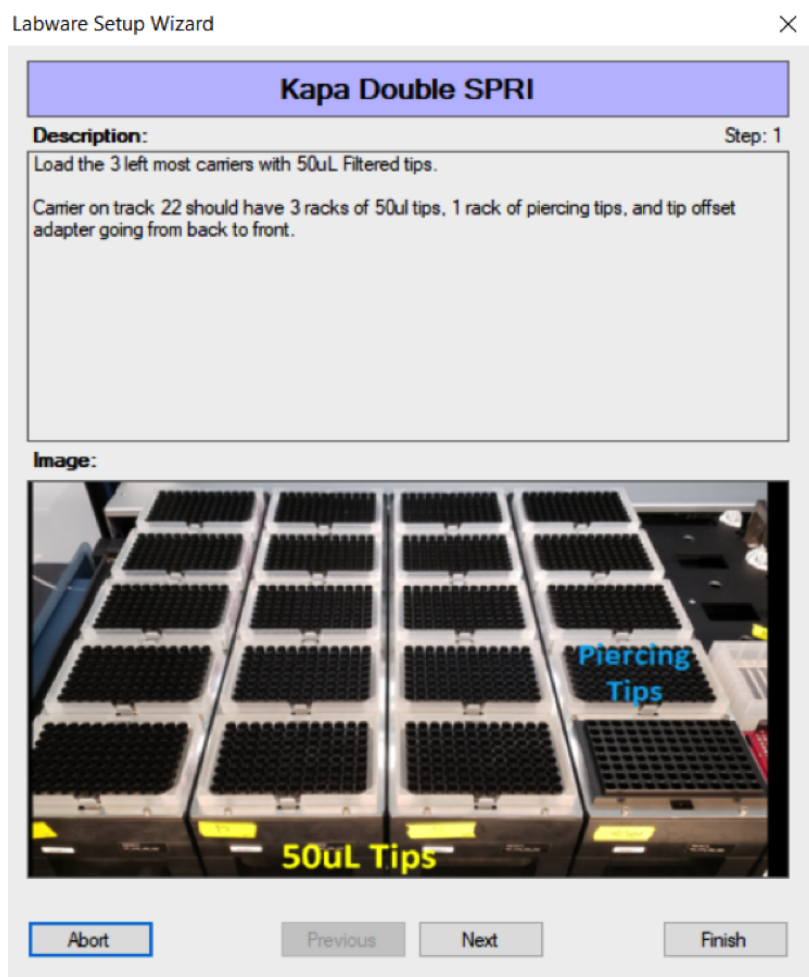 Labware Setup Wizard
Kapa Double SPRI
Description:
Step: 1
Load the 3 left most carriers with 50uL Filtered tips.
Carrier on track 22 should have 3 racks of 50ul tips, 1 rack of piercing tips, and tip offset
adapter going from back to front.
Image:
Piercing
Tips
50uL Tips
Abort
Previous
Next
Finish